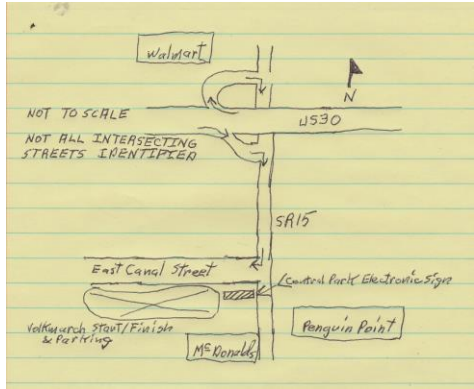 Walmart
N
NOT TO SCALE
US30
NOT ALL INTERSECTING
STREETS IDENTIFIED
SR15
East Canal Street
Central Park Electronic Sign
Volkmarch Start/Finish
& Parking
McDonalds
Penguin Point